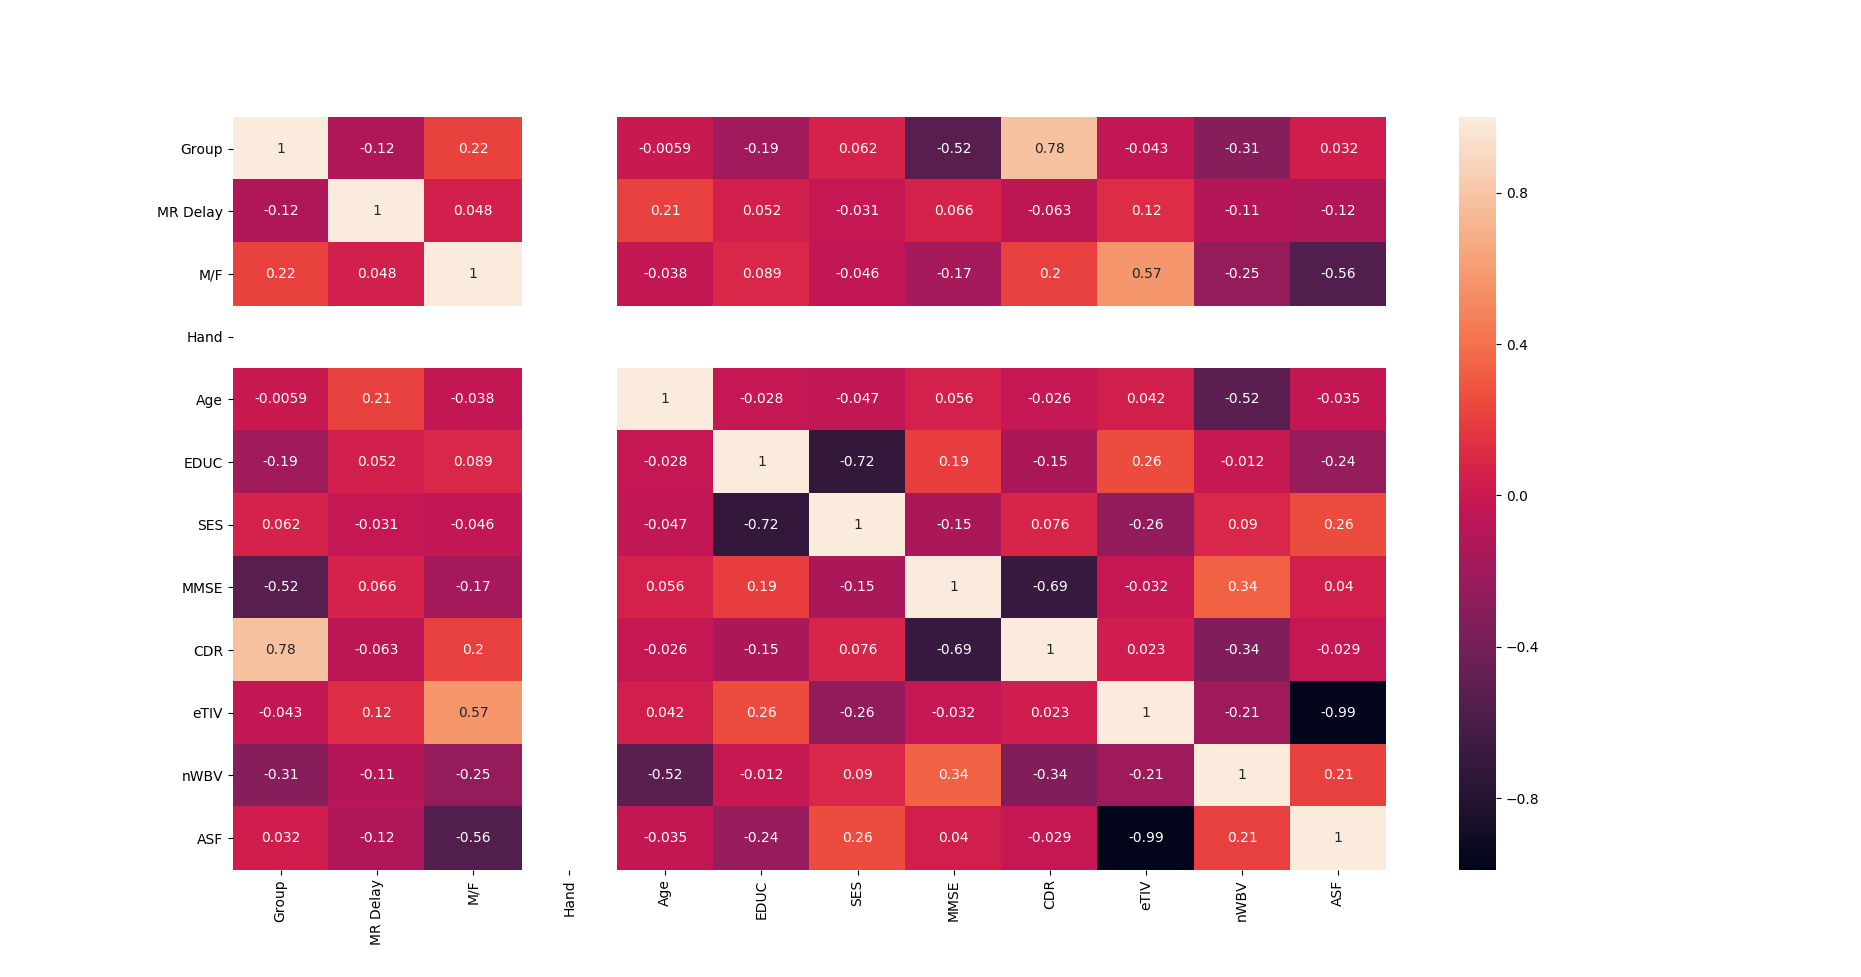 Group 1 -0.12 0.22 -0.0059 -0.19 0.062 -0.52 0.78 -0.043 -0.31 0.032
MR Delay -0.12 1 0.048 0.21 0.052 -0.031 0.066 -0.063 0.12 -0.11 -0.12
M/F 0.22 0.048 1 -0.038 0.089 -0.046 -0.17 0.2 0.57 -0.25 -0.56
Hand
Age -0.0059 0.21 -0.038 1 -0.028 -0.047 0.056 -0.026 0.042 -0.52 -0.035
EDUC -0.19 0.052 0.089 -0.028 1 -0.72 0.19 -0.15 0.26 -0.012 -0.24
SES 0.062 -0.031 -0.046 -0.047 -0.72 1 -0.15 0.076 -0.26 0.09 0.26
MMSE -0.52 0.066 -0.17 0.056 0.19 -0.15 1 -0.69 -0.032 0.34 0.04
CDR 0.78 -0.063 0.2 -0.026 -0.15 0.076 -0.69 1 0.023 -0.34 -0.029
eTIV -0.043 0.12 0.57 0.042 0.26 -0.26 -0.032 0.023 1 -0.21 -0.99
nWBV -0.31 -0.11 -0.25 -0.52 -0.012 0.09 0.34 -0.34 -0.21 1 0.21
ASF 0.032 -0.12 -0.56 -0.035 -0.24 0.26 0.04 -0.029 -0.99 0.21 1
Group MR Delay M/F Hand Age EDUC SES MMSE CDR eTIV nWBV ASF
0.8
0.4
0.0
−0.4
−0.8